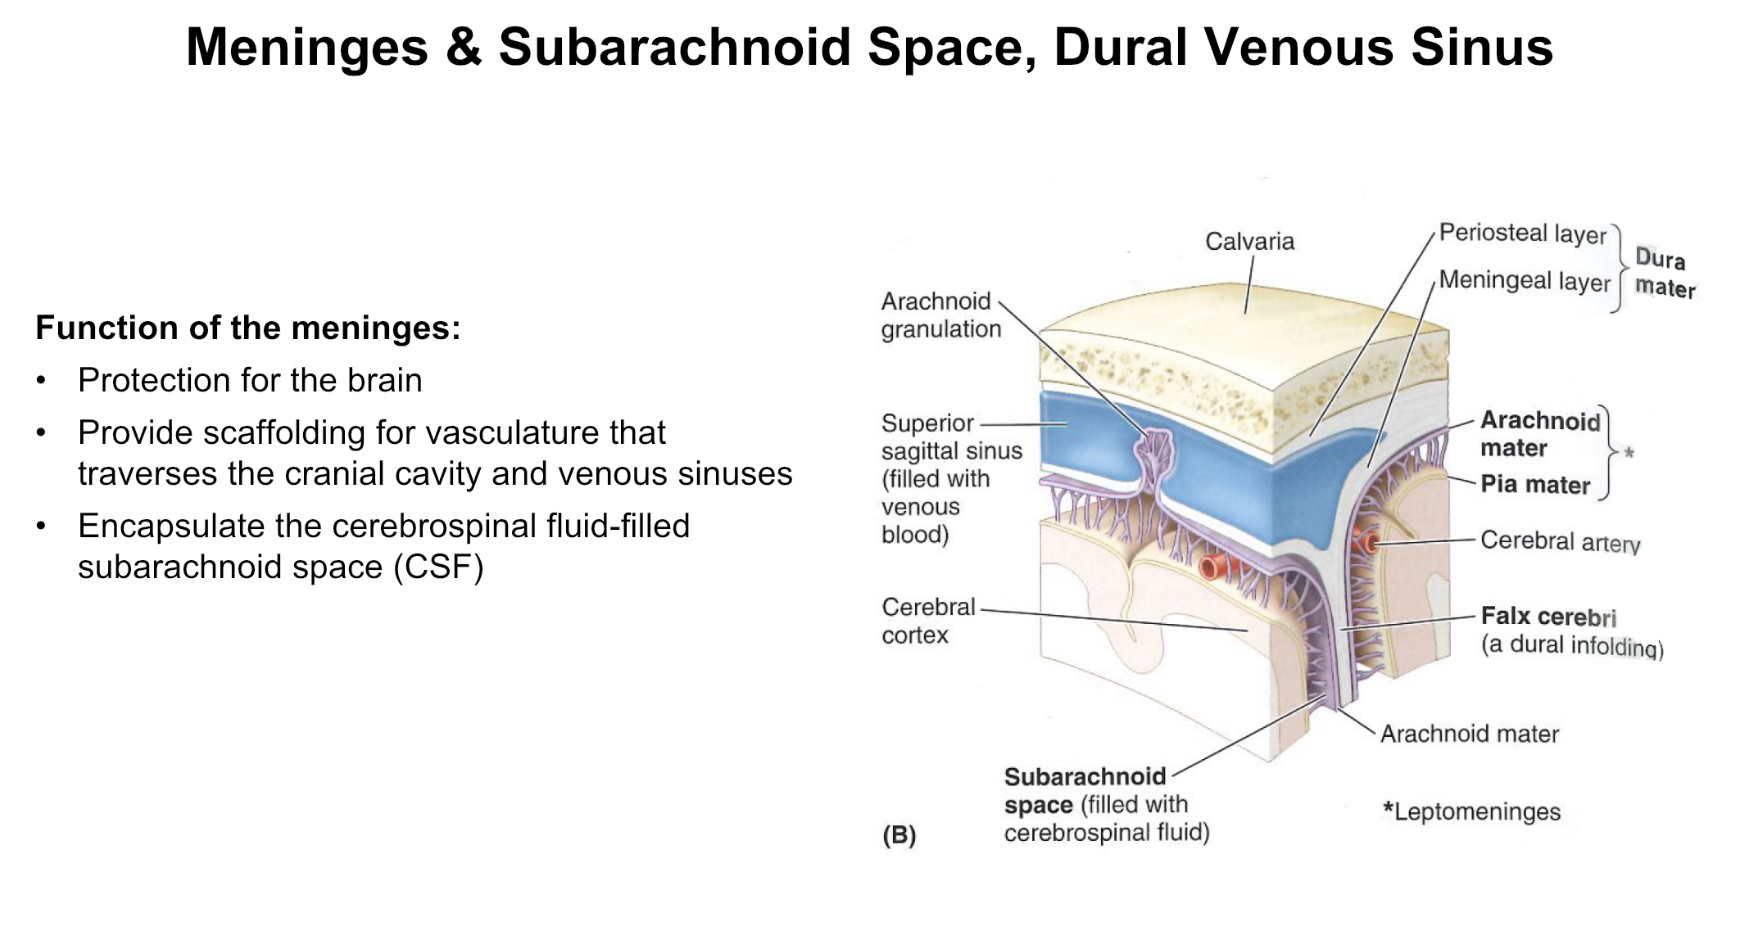 Meninges & Subarachnoid Space, Dural Venous Sinus
Function of the meninges:
• Protection for the brain
• Provide scaffolding for vasculature that
traverses the cranial cavity and venous sinuses
• Encapsulate the cerebrospinal fluid-filled
subarachnoid space (CSF)
Calvaria
Periosteal layer
Meningeal layer
Dura
mater
Arachnoid
granulation
Superior
sagittal sinus
(filled with
venous
blood)
Arachnoid
mater
*
Pia mater
Cerebral artery
Cerebral
cortex
Falx cerebri
(a dural infolding)
Arachnoid mater
Subarachnoid
space (filled with
cerebrospinal fluid)
*Leptomeninges
(B)